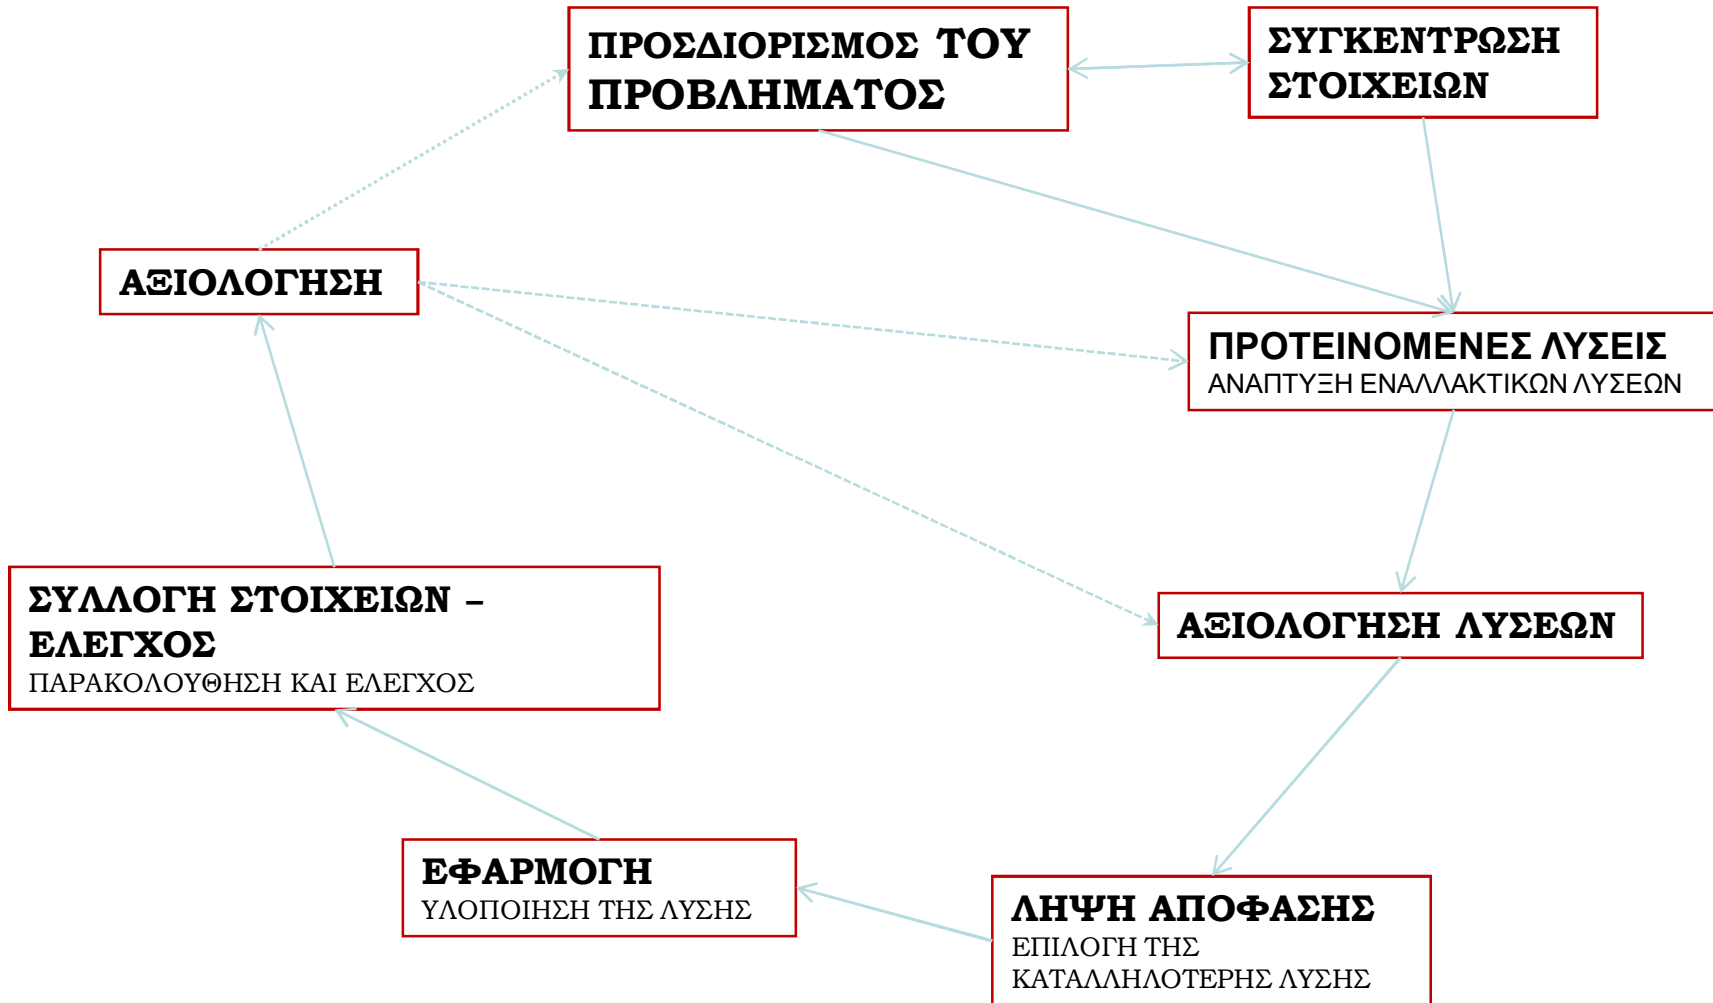 ΠΡΟΣΔΙΟΡΙΣΜΟΣ ΤΟΥ
ΠΡΟΒΛΗΜΑΤΟΣ
ΣΥΓΚΕΝΤΡΩΣΗ
ΣΤΟΙΧΕΙΩΝ
ΑΞΙΟΛΟΓΗΣΗ
ΠΡΟΤΕΙΝΟΜΕΝΕΣ ΛΥΣΕΙΣ
ΑΝΑΠΤΥΞΗ ΕΝΑΛΛΑΚΤΙΚΩΝ ΛΥΣΕΩΝ
ΣΥΛΛΟΓΗ ΣΤΟΙΧΕΙΩΝ –
ΕΛΕΓΧΟΣ
ΠΑΡΑΚΟΛΟΥΘΗΣΗ ΚΑΙ ΕΛΕΓΧΟΣ
ΑΞΙΟΛΟΓΗΣΗ ΛΥΣΕΩΝ
ΕΦΑΡΜΟΓΗ
ΥΛΟΠΟΙΗΣΗ ΤΗΣ ΛΥΣΗΣ
ΛΗΨΗ ΑΠΟΦΑΣΗΣ
ΕΠΙΛΟΓΗ ΤΗΣ
ΚΑΤΑΛΛΗΛΟΤΕΡΗΣ ΛΥΣΗΣ